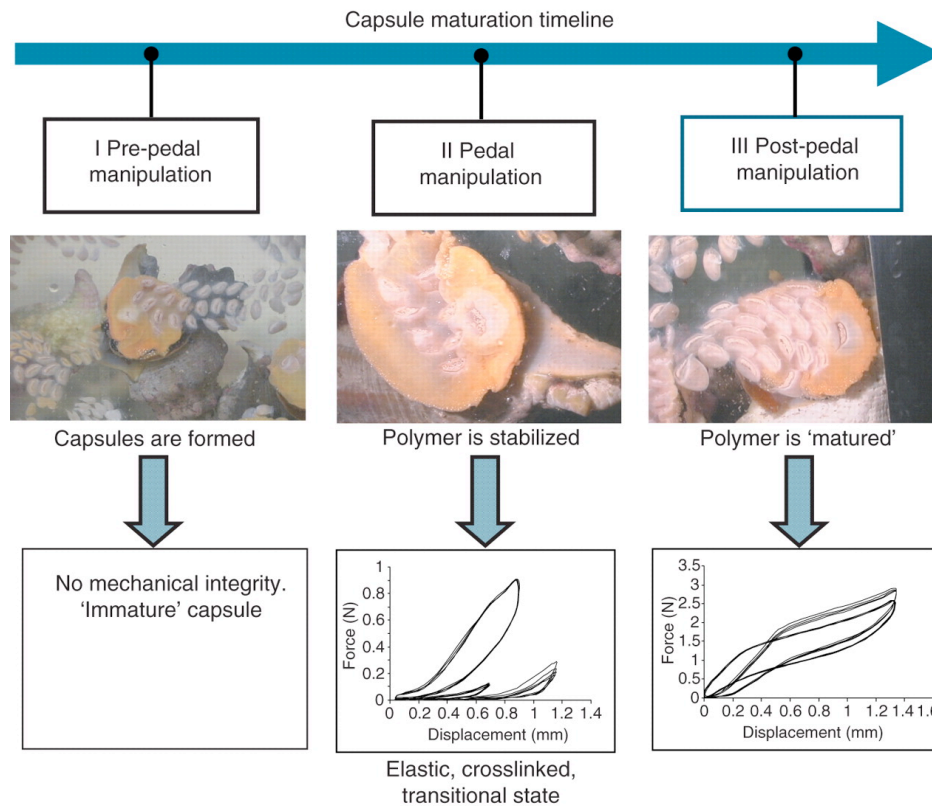 Capsule maturation timeline
I Pre-pedal
manipulation
II Pedal
manipulation
III Post-pedal
manipulation
Capsules are formed
Polymer is stabilized
Polymer is ‘matured’
No mechanical integrity.
‘Immature’ capsule
Force (N)
1
0.8
0.6
0.4
0.2
0
0 0.2 0.4 0.6 0.8 1 1.2 1.4
Displacement (mm)
Elastic, crosslinked,
transitional state
Force (N)
3.5
3
2.5
2
1.5
1
0.5
0
0 0.2 0.4 0.6 0.8 1 1.2 1.4 1.6
Displacement (mm)